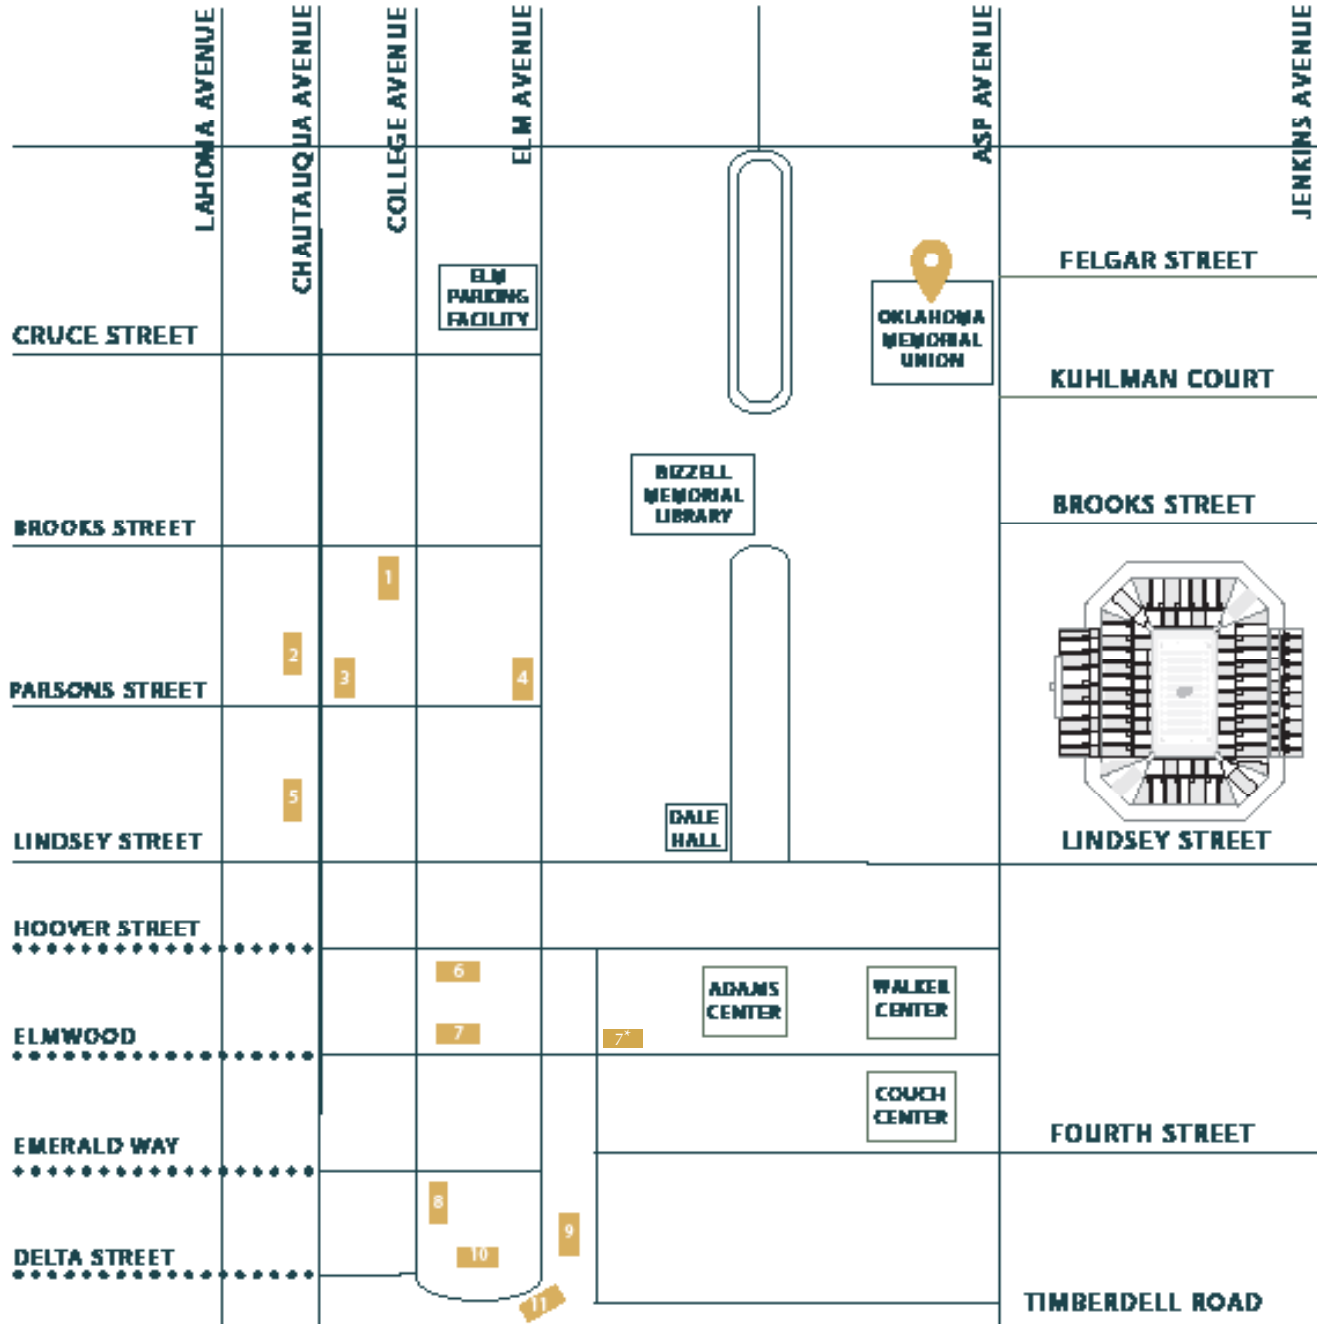 LAHOMA AVENUE
CHAUTAUQUA AVENUE
COLLEGE AVENUE
ELM AVENUE
ASP AVENUE
JENKINS AVENUE
FELGAR STREET
ELM
PARKING
FACILITY
OKLAHOMA
MEMORIAL
UNION
CRUCE STREET
KUHLMAN COURT
BIZZELL
MEMORIAL
LIBRARY
BROOKS STREET
BROOKS STREET
1
2
3
4
PARSONS STREET
5
DALE
HALL
LINDSEY STREET
LINDSEY STREET
HOOVER STREET
6
ADAMS
CENTER
WALKER
CENTER
ELMWOOD
7
7*
COUCH
CENTER
EMERALD WAY
FOURTH STREET
8
9
DELTA STREET
10
11
TIMBERDELL ROAD